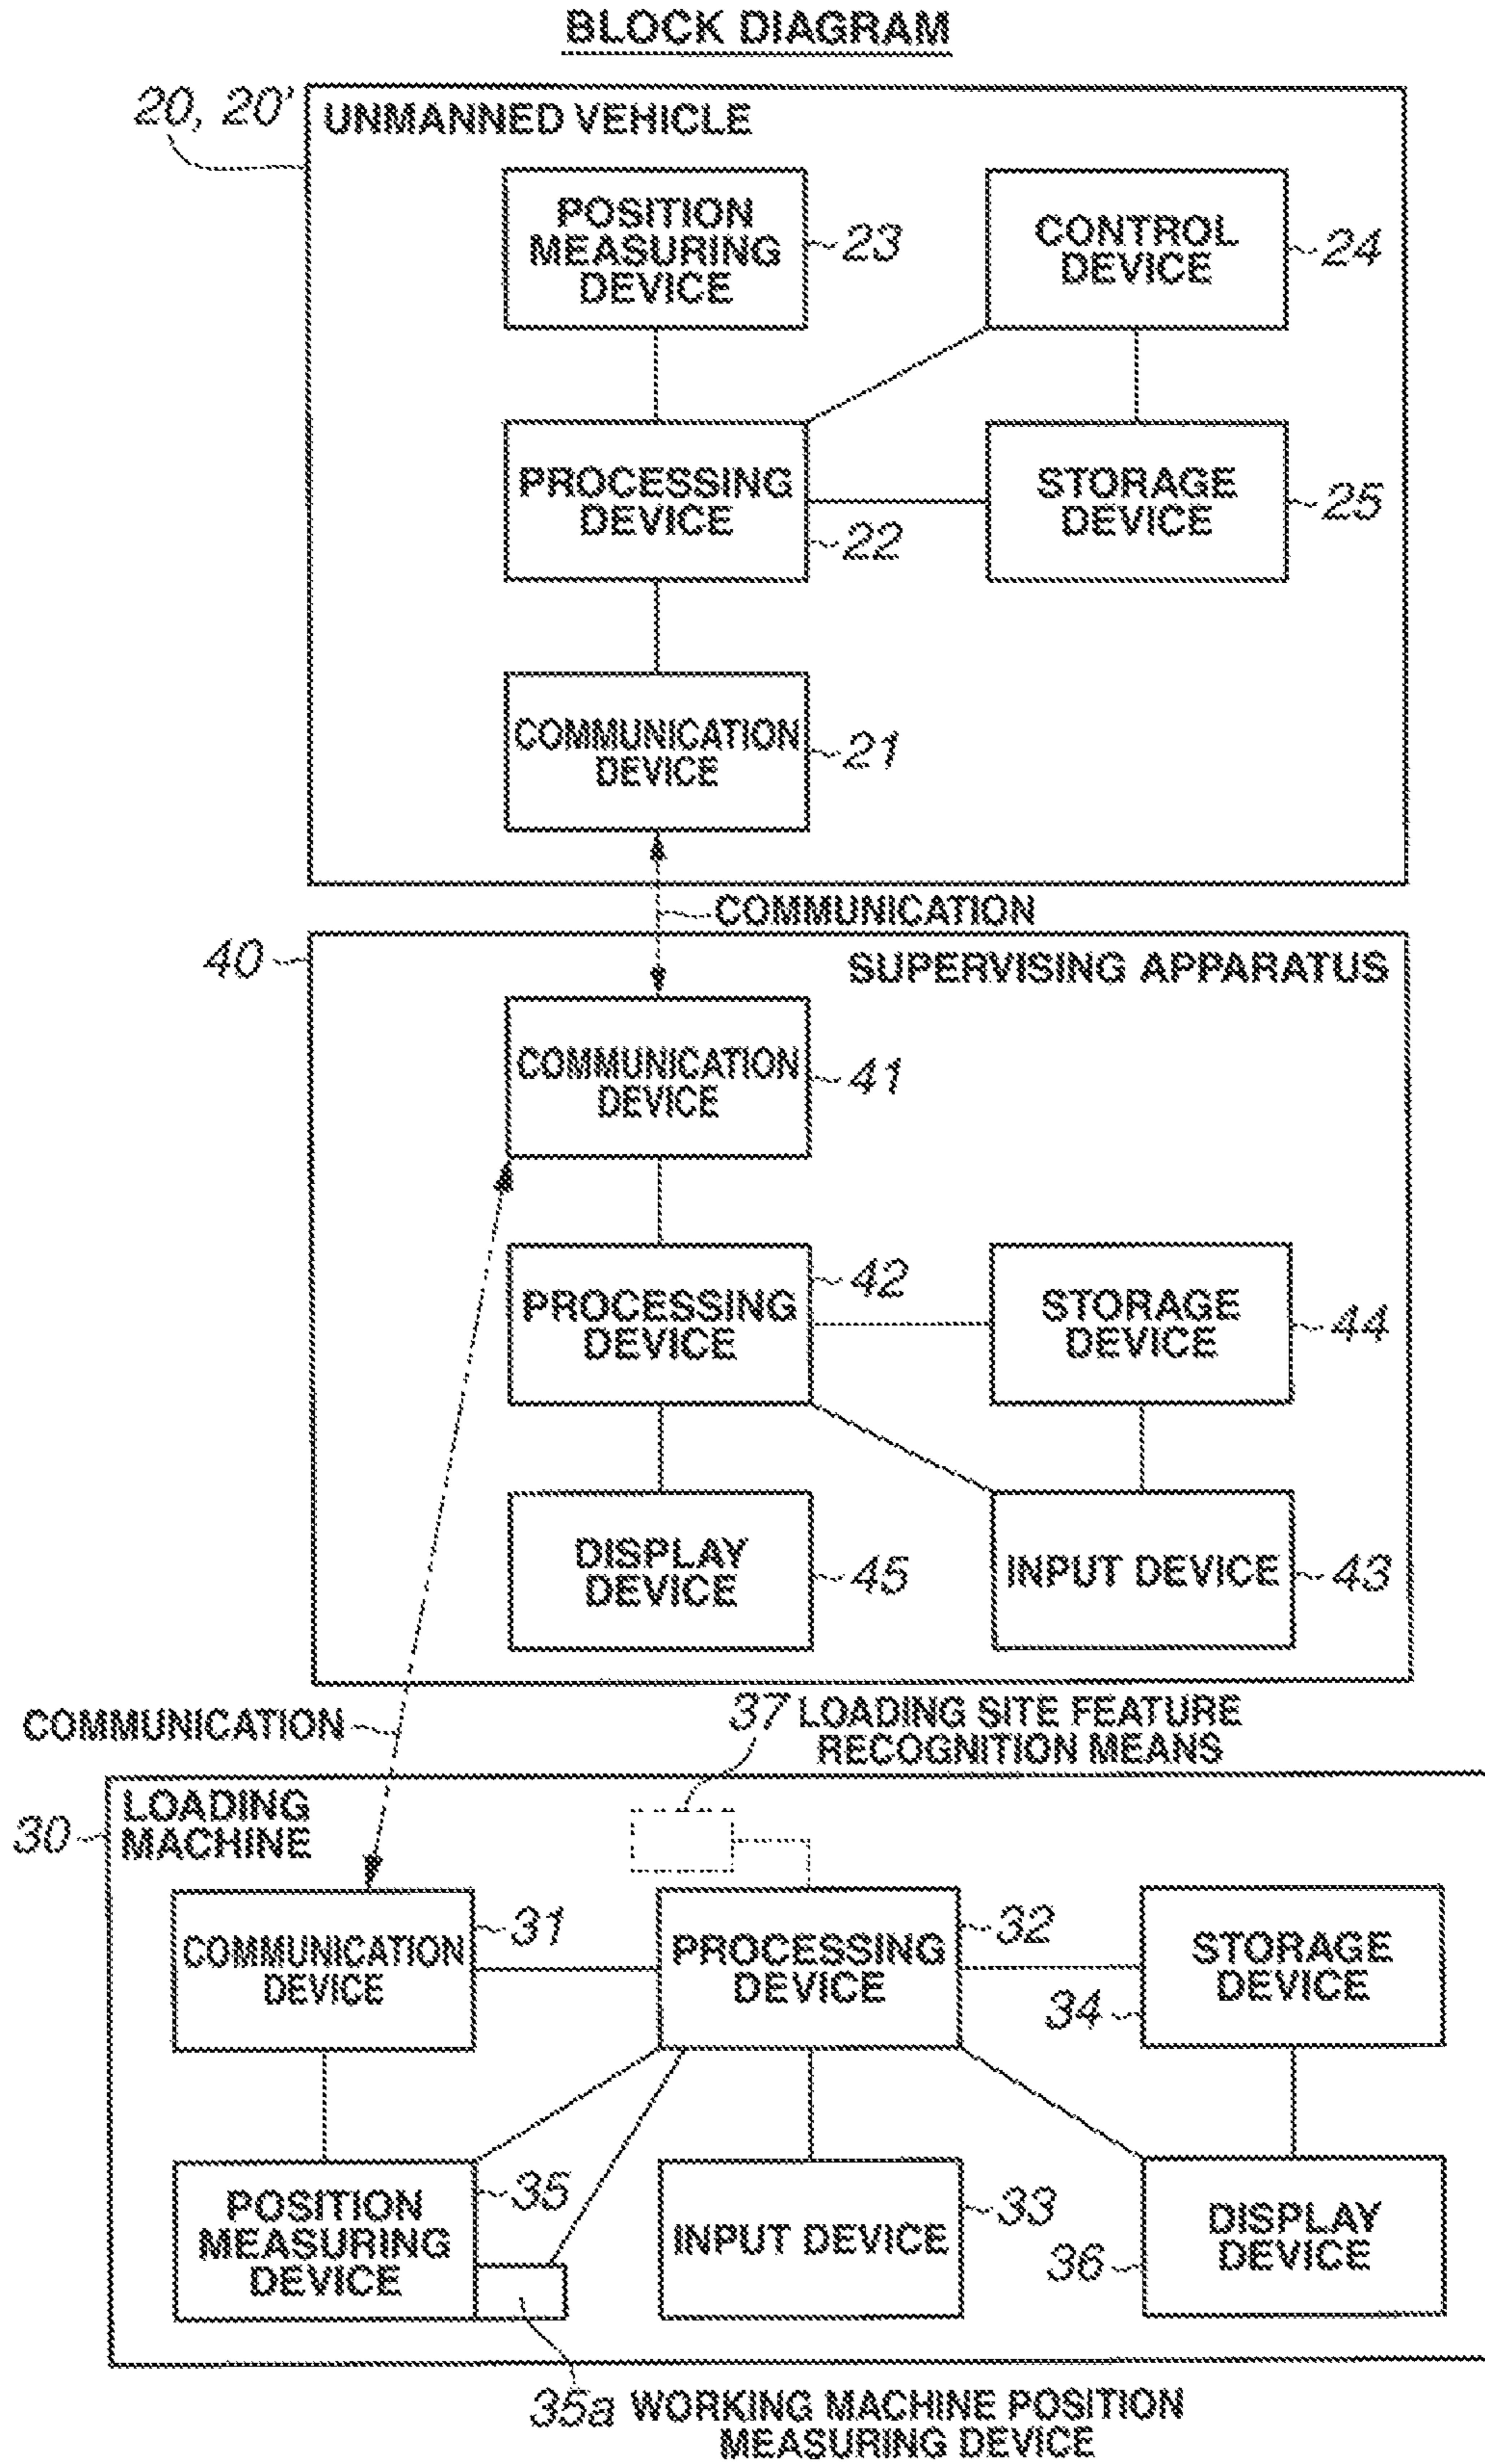 BLOCK DIAGRAM
20, 20'
UNMANNED VEHICLE
POSITION
MEASURING
DEVICE
23
CONTROL
DEVICE
24
PROCESSING
DEVICE
22
STORAGE
DEVICE
25
COMMUNICATION
DEVICE
21
COMMUNICATION
40
SUPERVISING APPARATUS
COMMUNICATION
DEVICE
41
PROCESSING
DEVICE
42
STORAGE
DEVICE
44
DISPLAY
DEVICE
45
INPUT DEVICE
43
COMMUNICATION
37 LOADING SITE FEATURE
RECOGNITION MEANS
30
LOADING
MACHINE
COMMUNICATION
DEVICE
31
PROCESSING
DEVICE
32
STORAGE
DEVICE
34
POSITION
MEASURING
DEVICE
35
INPUT DEVICE
33
DISPLAY
DEVICE
36
35a WORKING MACHINE POSITION
MEASURING DEVICE